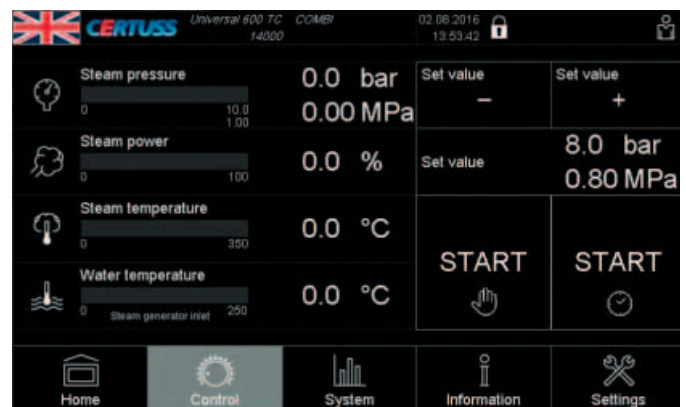 CERTUSS
Universal 600 TC COMBI
14000
02.08.2016
13:53:42
Steam pressure
0 10.0
1.00
0.0 bar
0.00 MPa
Set value
−
Set value
+
Steam power
0 100
0.0 %
Set value
8.0 bar
0.80 MPa
Steam temperature
0 350
0.0 °C
Water temperature
0 Steam generator inlet 250
0.0 °C
START
START
Home
Control
System
Information
Settings